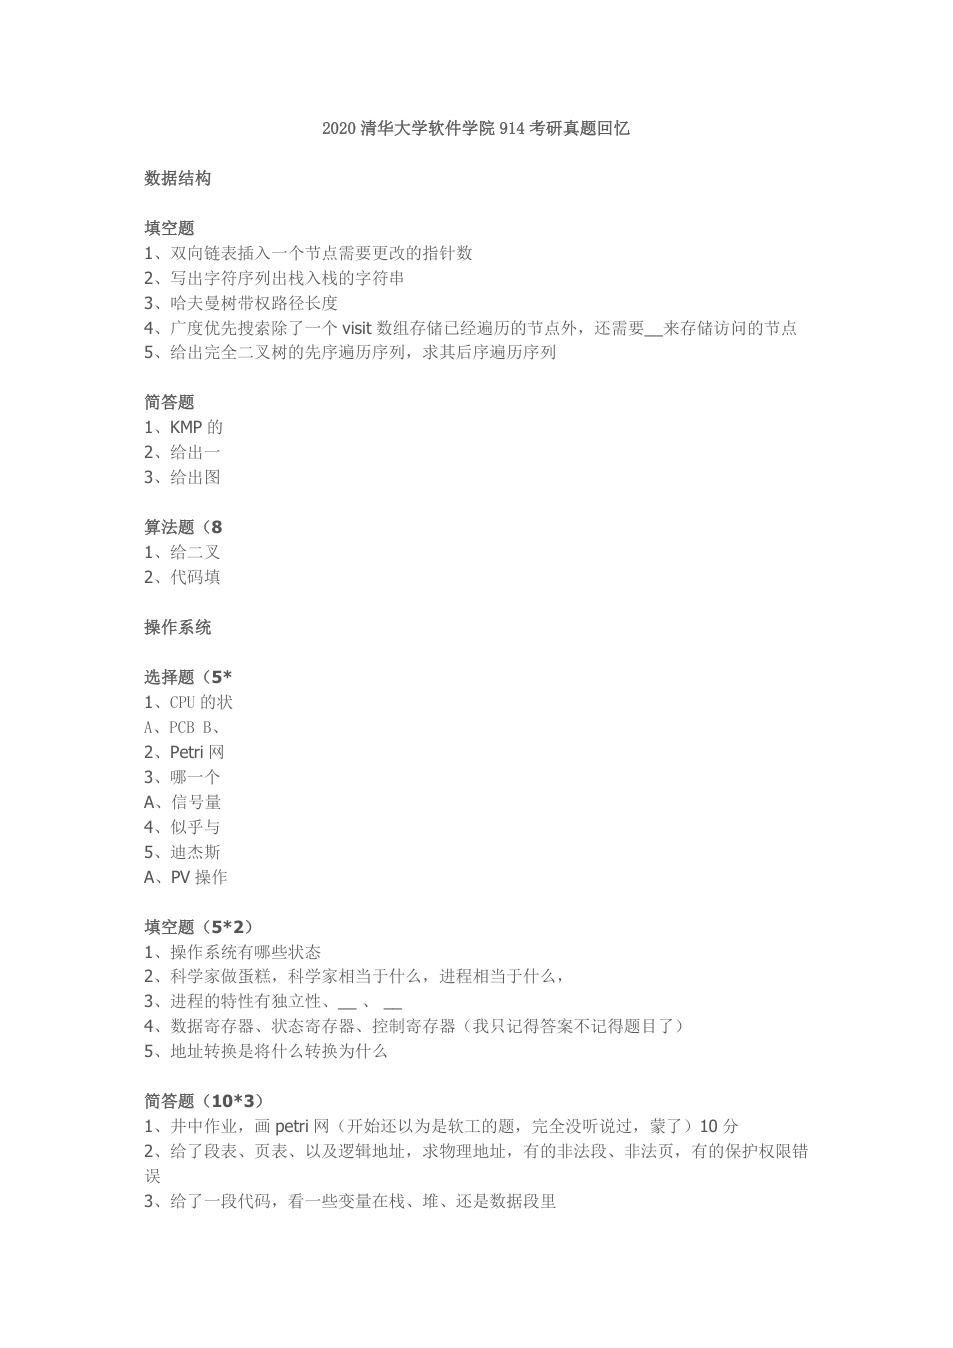 2020 清华大学软件学院 914 考研真题回忆
数据结构
填空题
1、双向链表插入一个节点需要更改的指针数
2、写出字符序列出栈入栈的字符串
3、哈夫曼树带权路径长度
4、广度优先搜索除了一个 visit 数组存储已经遍历的节点外，还需要__来存储访问的节点
5、给出完全二叉树的先序遍历序列，求其后序遍历序列
简答题
1、KMP 的
2、给出一
3、给出图
算法题（8
1、给二叉
2、代码填
操作系统
选择题（5*
1、CPU 的状
A、PCB B、
2、Petri 网
3、哪一个
A、信号量
4、似乎与
5、迪杰斯
A、PV 操作
填空题（5*2）
1、操作系统有哪些状态
2、科学家做蛋糕，科学家相当于什么，进程相当于什么，
3、进程的特性有独立性、__ 、 __
4、数据寄存器、状态寄存器、控制寄存器（我只记得答案不记得题目了）
5、地址转换是将什么转换为什么
简答题（10*3）
1、井中作业，画 petri 网（开始还以为是软工的题，完全没听说过，蒙了）10 分
2、给了段表、页表、以及逻辑地址，求物理地址，有的非法段、非法页，有的保护权限错
误
3、给了一段代码，看一些变量在栈、堆、还是数据段里